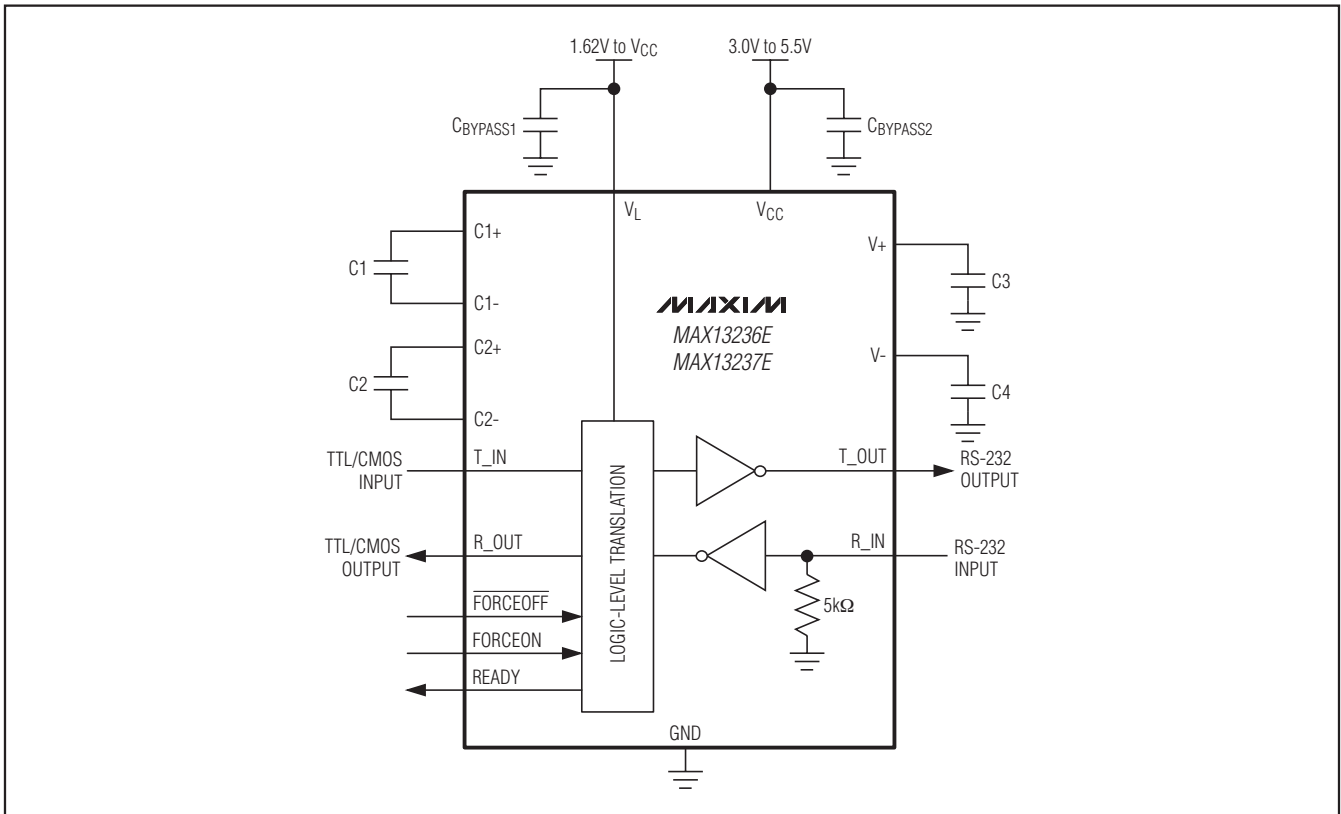 1.62V to VCC
3.0V to 5.5V
CBYPASS1
CBYPASS2
VL
VCC
C1+
C1
C1-
C2+
C2
C2-
V+
C3
V-
C4
MAXIM
MAX13236E
MAX13237E
TTL/CMOS
INPUT
T_IN
T_OUT
RS-232
OUTPUT
LOGIC-LEVEL TRANSLATION
TTL/CMOS
OUTPUT
R_OUT
R_IN
RS-232
INPUT
5kΩ
FORCEOFF
FORCEON
READY
GND